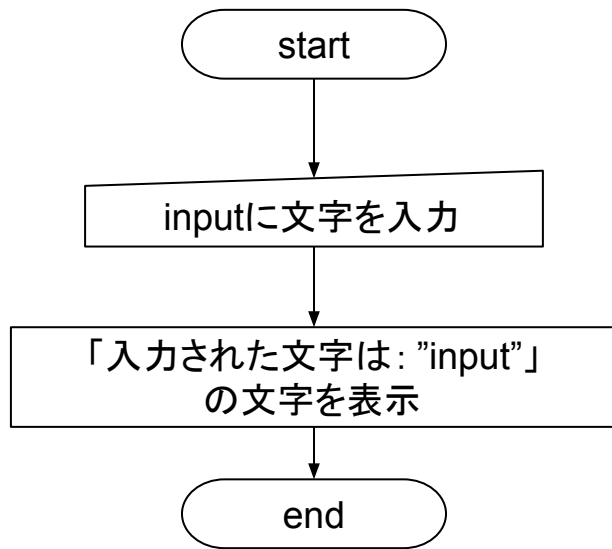 start
inputに文字を入力
「入力された文字は: ”input”」
の文字を表示
end